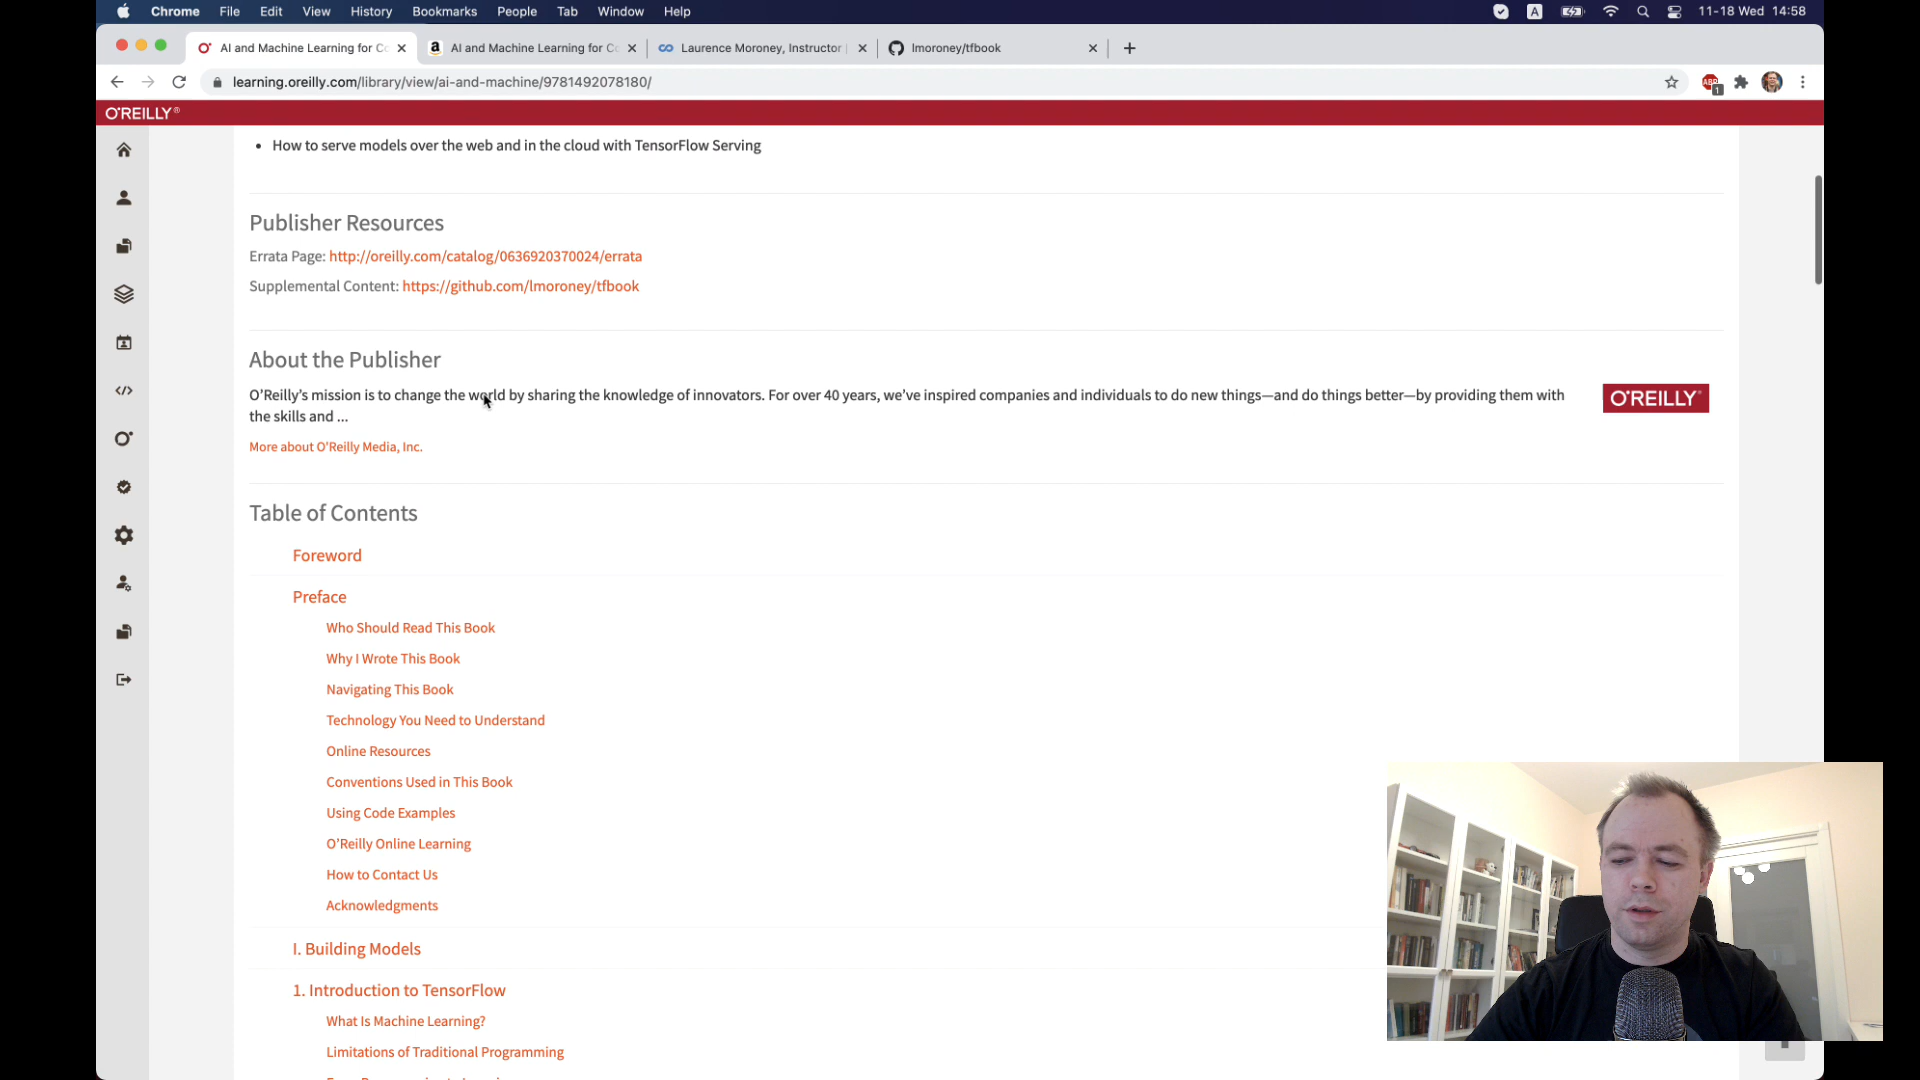 Chrome File Edit View History Bookmarks People Tab Window Help A 11-18 Wed 14:58
AI and Machine Learning for Co AI and Machine Learning for Co Laurence Moroney, Instructor lmoroney/tfbook
learning.oreilly.com/library/view/ai-and-machine/9781492078180/
ABP 1
O'REILLY®
• How to serve models over the web and in the cloud with TensorFlow Serving
Publisher Resources
Errata Page: http://oreilly.com/catalog/0636920370024/errata
Supplemental Content: https://github.com/lmoroney/tfbook
About the Publisher
O’Reilly’s mission is to change the world by sharing the knowledge of innovators. For over 40 years, we’ve inspired companies and individuals to do new things—and do things better—by providing them with
the skills and ...
O'REILLY®
More about O'Reilly Media, Inc.
Table of Contents
Foreword
Preface
Who Should Read This Book
Why I Wrote This Book
Navigating This Book
Technology You Need to Understand
Online Resources
Conventions Used in This Book
Using Code Examples
O’Reilly Online Learning
How to Contact Us
Acknowledgments
I. Building Models
1. Introduction to TensorFlow
What Is Machine Learning?
Limitations of Traditional Programming